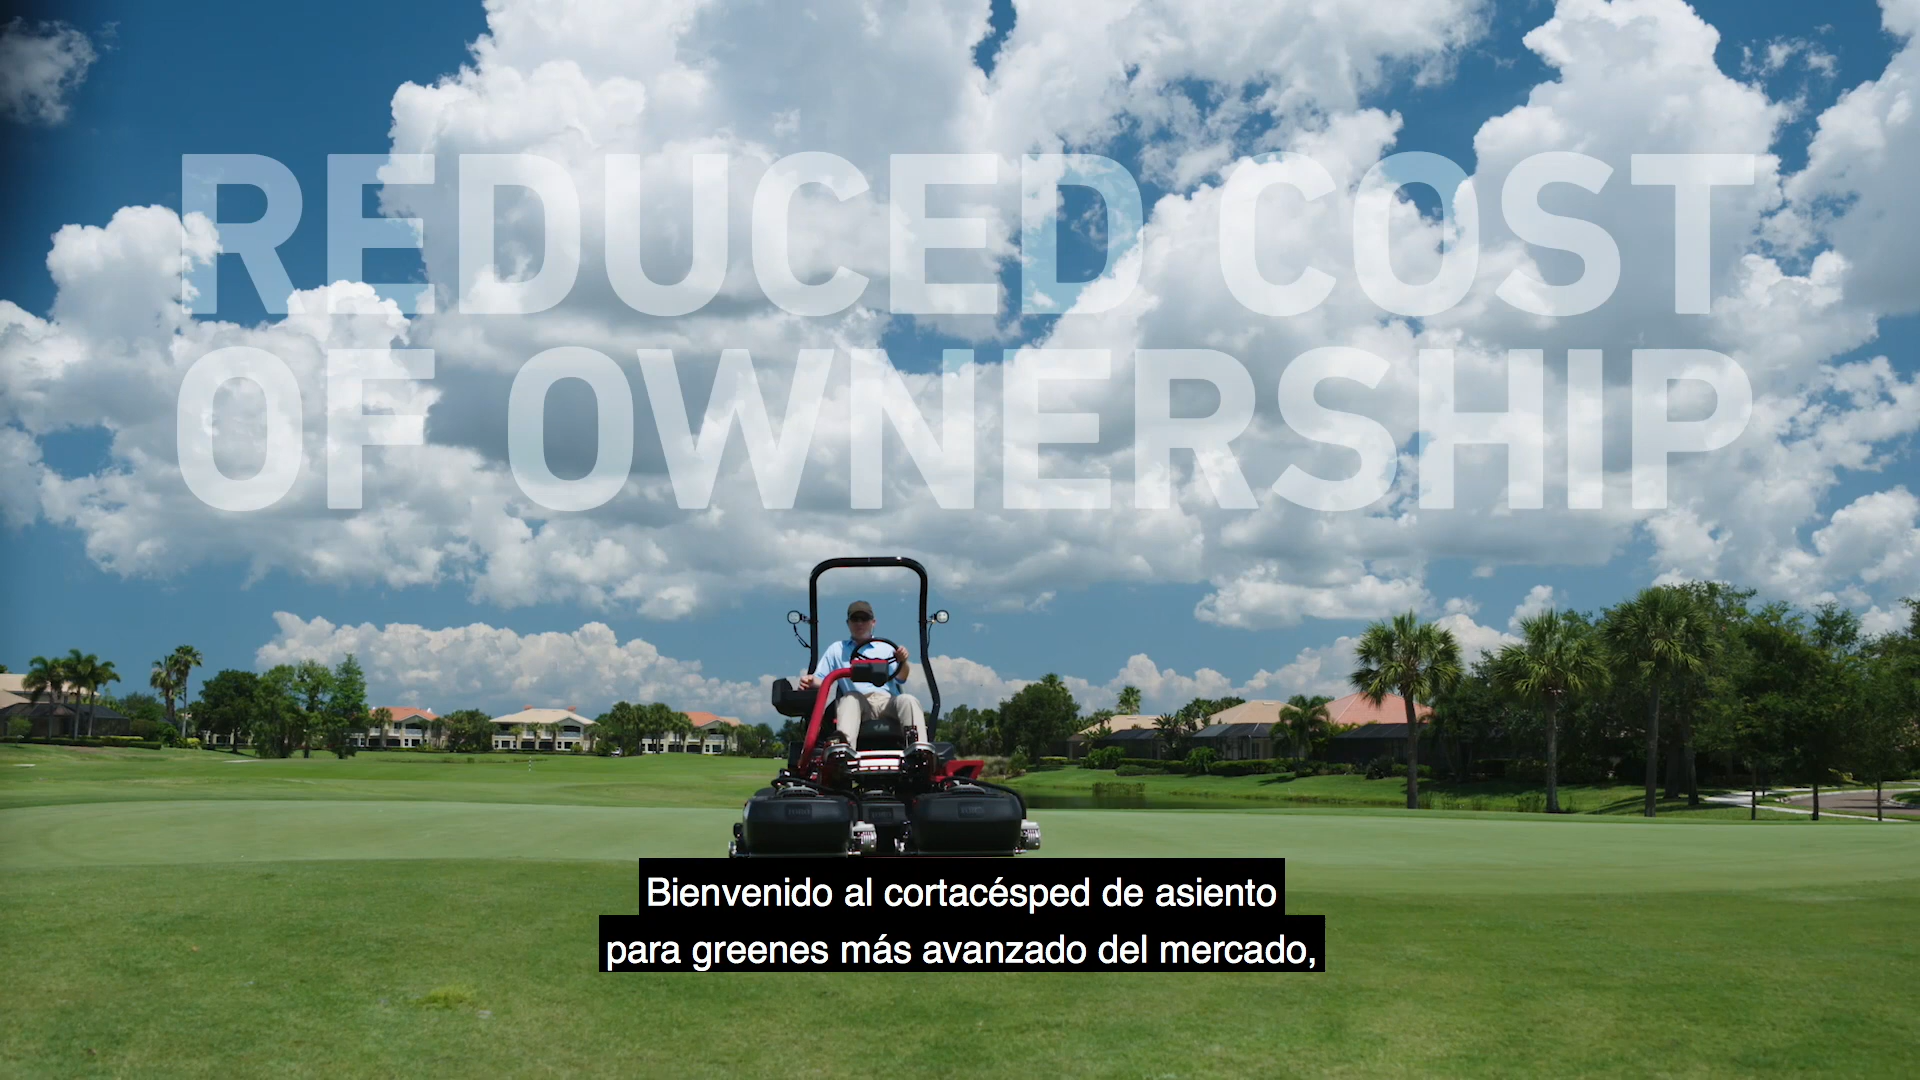 REDUCED COST
OF OWNERSHIP
Bienvenido al cortacésped de asiento
para greenes más avanzado del mercado,